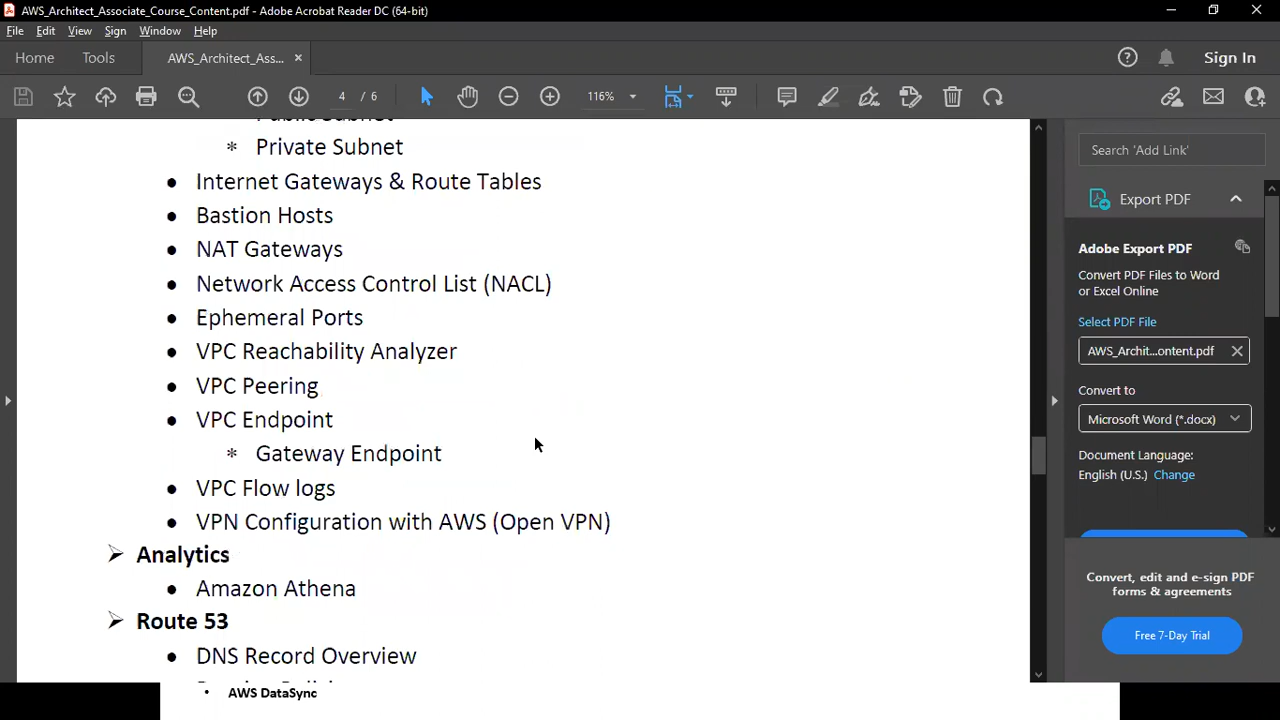 AWS_Architect_Associate_Course_Content.pdf - Adobe Acrobat Reader DC (64-bit)
File Edit View Sign Window Help
Home Tools AWS_Architect_Ass... ×
Sign In
4 / 6
116%
Public Subnet
* Private Subnet
• Internet Gateways & Route Tables
• Bastion Hosts
• NAT Gateways
• Network Access Control List (NACL)
• Ephemeral Ports
• VPC Reachability Analyzer
• VPC Peering
• VPC Endpoint
* Gateway Endpoint
• VPC Flow logs
• VPN Configuration with AWS (Open VPN)
➢ Analytics
• Amazon Athena
➢ Route 53
• DNS Record Overview
• AWS DataSync
Search 'Add Link'
Export PDF
Adobe Export PDF
Convert PDF Files to Word
or Excel Online
Select PDF File
AWS_Archit...ontent.pdf
Convert to
Microsoft Word (*.docx)
Document Language:
English (U.S.) Change
Convert, edit and e-sign PDF
forms & agreements
Free 7-Day Trial